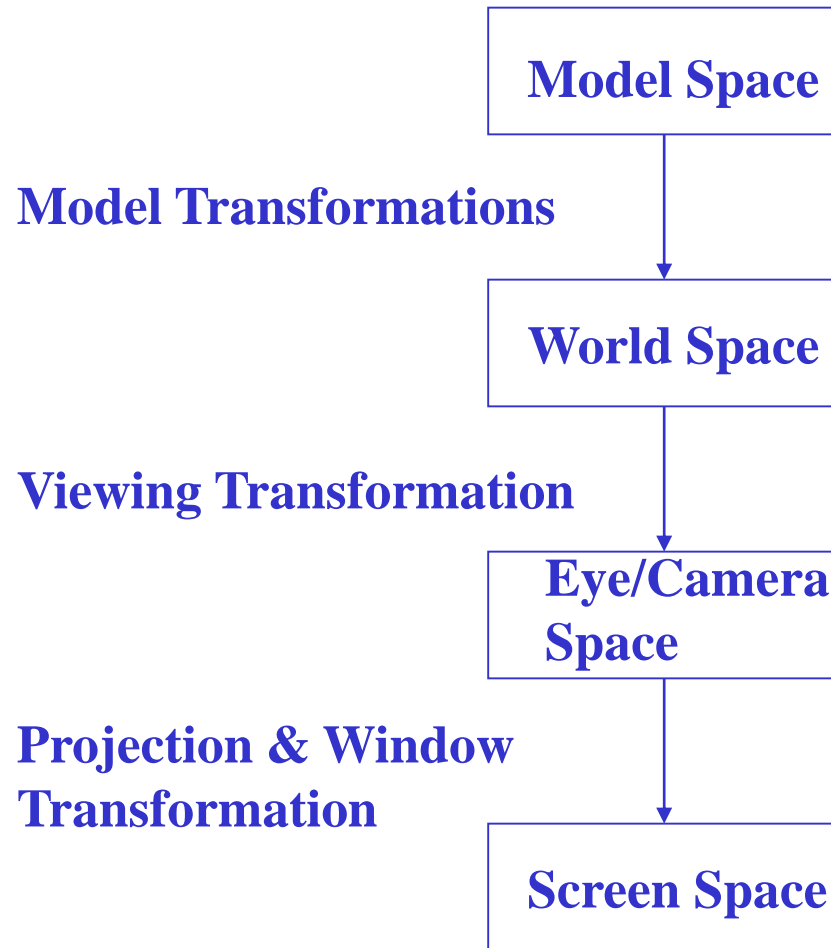 Model Space
Model Transformations
World Space
Viewing Transformation
Eye/Camera
Space
Projection & Window
Transformation
Screen Space